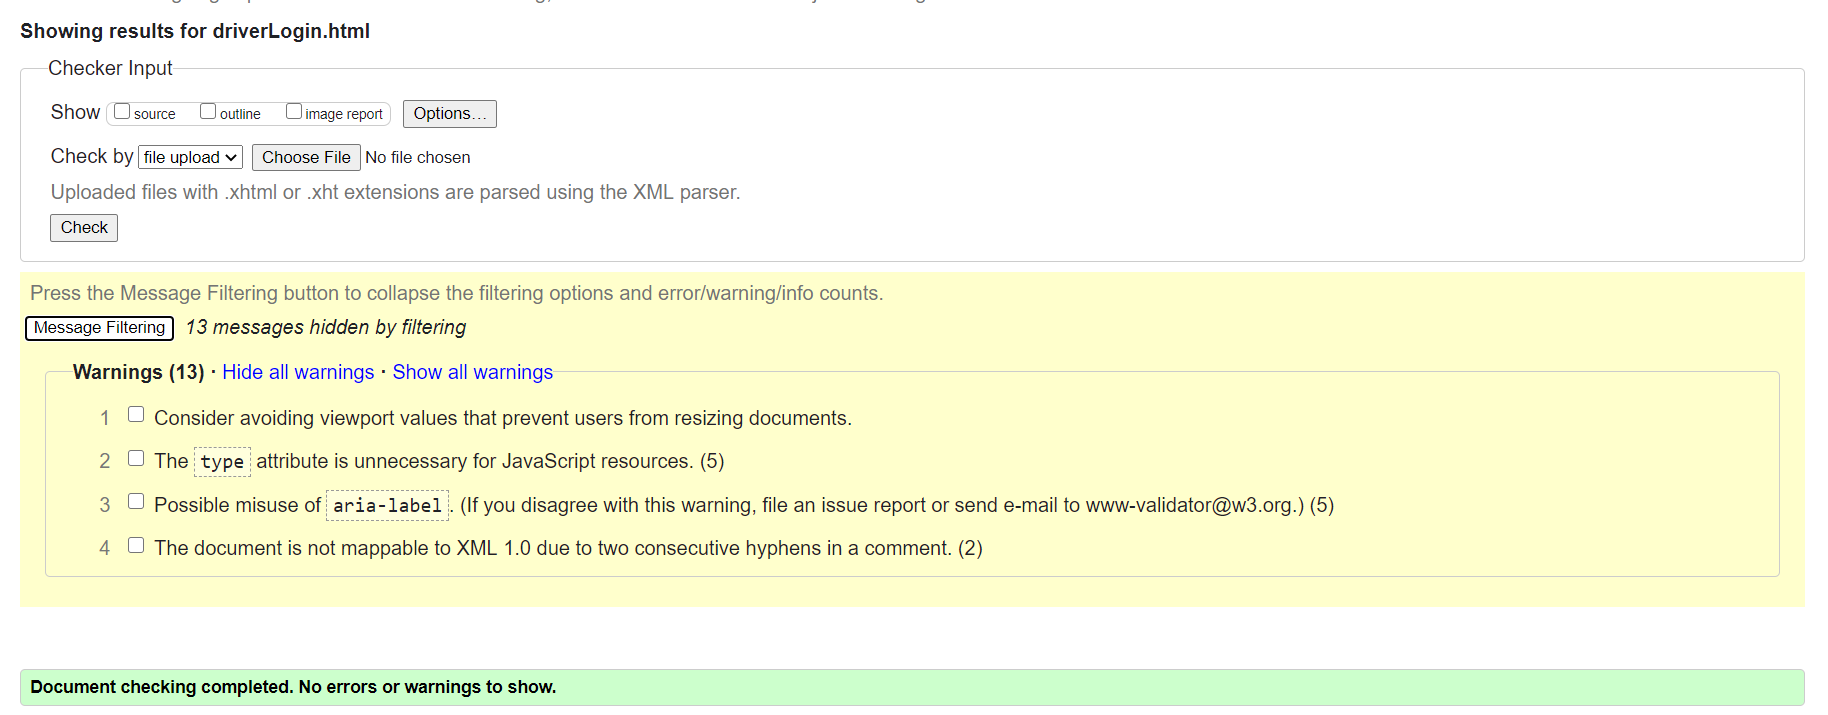 Showing results for driverLogin.html
Checker Input
Show source outline image report Options...
Check by file upload Choose File No file chosen
Uploaded files with .xhtml or .xht extensions are parsed using the XML parser.
Check
Press the Message Filtering button to collapse the filtering options and error/warning/info counts.
Message Filtering 13 messages hidden by filtering
Warnings (13) · Hide all warnings · Show all warnings
1 Consider avoiding viewport values that prevent users from resizing documents.
2 The type attribute is unnecessary for JavaScript resources. (5)
3 Possible misuse of aria-label. (If you disagree with this warning, file an issue report or send e-mail to www-validator@w3.org.) (5)
4 The document is not mappable to XML 1.0 due to two consecutive hyphens in a comment. (2)
Document checking completed. No errors or warnings to show.